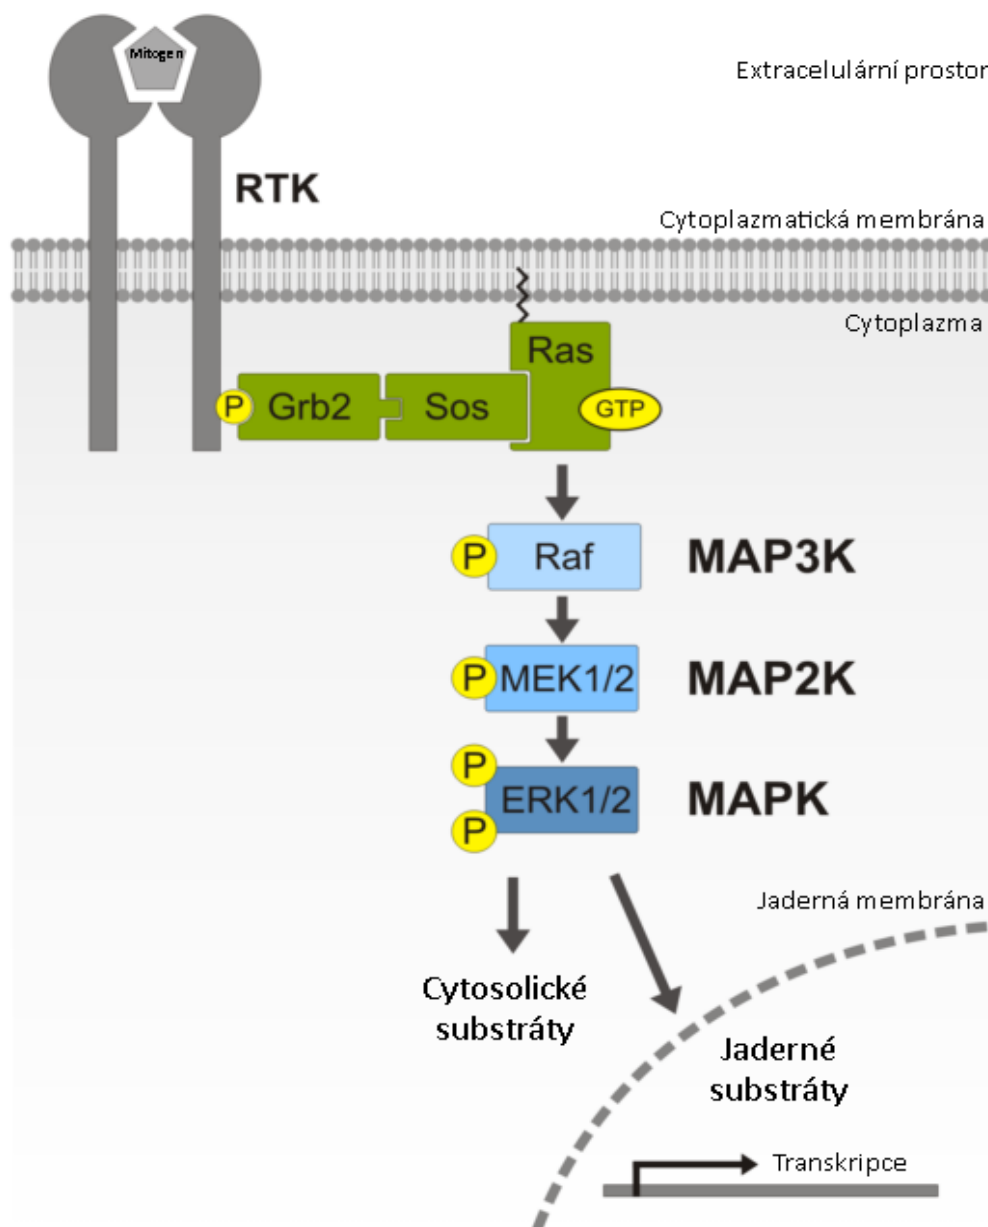 Mitogen
Extracelulární prostor
RTK
Cytoplazmatická membrána
Cytoplazma
Ras
P
Grb2
Sos
GTP
P
Raf
MAP3K
P
MEK1/2
MAP2K
P
P
ERK1/2
MAPK
Jaderná membrána
Cytosolické
substráty
Jaderné
substráty
Transkripce